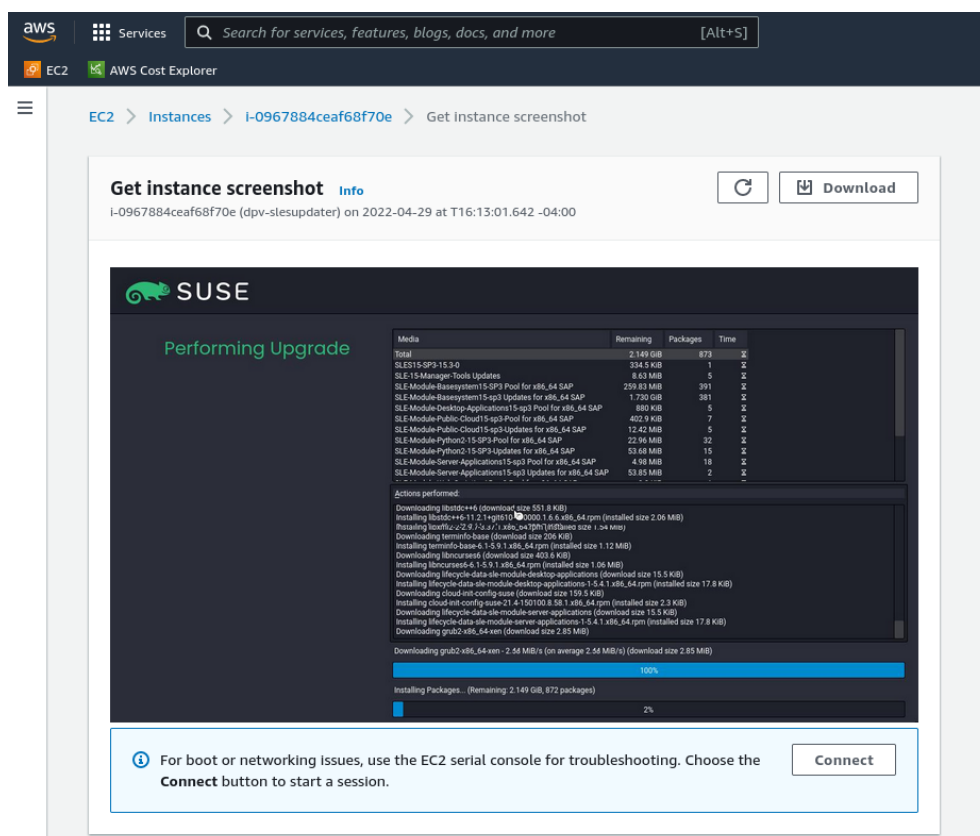 aws
Services
Search for services, features, blogs, docs, and more
[Alt+S]
EC2
AWS Cost Explorer
EC2 > Instances > i-0967884ceaf68f70e > Get instance screenshot
Get instance screenshot Info
Download
i-0967884ceaf68f70e (dpv-slesupdater) on 2022-04-29 at T16:13:01.642 -04:00
SUSE
Performing Upgrade
Media Remaining Packages Time
Total 2.149 GiB 873
SLES15-SP3-15.3-0 334.5 KiB 1
SLE-15-Manager-Tools Updates 8.63 MiB 5
SLE-Module-Basesystem15-SP3 Pool for x86_64 SAP 259.83 MiB 391
SLE-Module-Basesystem15-sp3 Updates for x86_64 SAP 1.730 GiB 381
SLE-Module-Desktop-Applications15-sp3 Pool for x86_64 SAP 880 KiB 5
SLE-Module-Public-Cloud15-sp3-Pool for x86_64 SAP 402.9 KiB 7
SLE-Module-Public-Cloud15-sp3-Updates for x86_64 SAP 12.42 MiB 5
SLE-Module-Python2-15-SP3-Pool for x86_64 SAP 22.96 MiB 32
SLE-Module-Python2-15-SP3-Updates for x86_64 SAP 53.68 MiB 15
SLE-Module-Server-Applications15-sp3 Pool for x86_64 SAP 4.98 MiB 18
SLE-Module-Server-Applications15-sp3 Updates for x86_64 SAP 53.85 MiB 2
Actions performed:
Downloading libstdc++6 (download size 551.8 KiB)
Installing (installed size 2.06 MiB)
Installing (installed size 1.54 MiB)
Downloading terminfo-base (download size 206 KiB)
Installing terminfo-base-6.1-5.9.1.x86_64.rpm (installed size 1.12 MiB)
Downloading libncurses6 (download size 403.6 KiB)
Installing libncurses6-6.1-5.9.1.x86_64.rpm (installed size 1.06 MiB)
Downloading lifecycle-data-sle-module-desktop-applications (download size 15.5 KiB)
Installing lifecycle-data-sle-module-desktop-applications-1-5.4.1.x86_64.rpm (installed size 17.8 KiB)
Downloading cloud-init-config-suse (download size 159.5 KiB)
Installing cloud-init-config-suse-21.4-150100.8.58.1.x86_64.rpm (installed size 2.3 KiB)
Downloading lifecycle-data-sle-module-server-applications (download size 15.5 KiB)
Installing lifecycle-data-sle-module-server-applications-1-5.4.1.x86_64.rpm (installed size 17.8 KiB)
Downloading grub2-x86_64-xen (download size 2.85 MiB)
Downloading grub2-x86_64-xen - 2.56 MiB/s (on average 2.56 MiB/s) (download size 2.85 MiB)
100%
Installing Packages... (Remaining: 2.149 GiB, 872 packages)
2%
For boot or networking issues, use the EC2 serial console for troubleshooting. Choose the
Connect button to start a session.
Connect